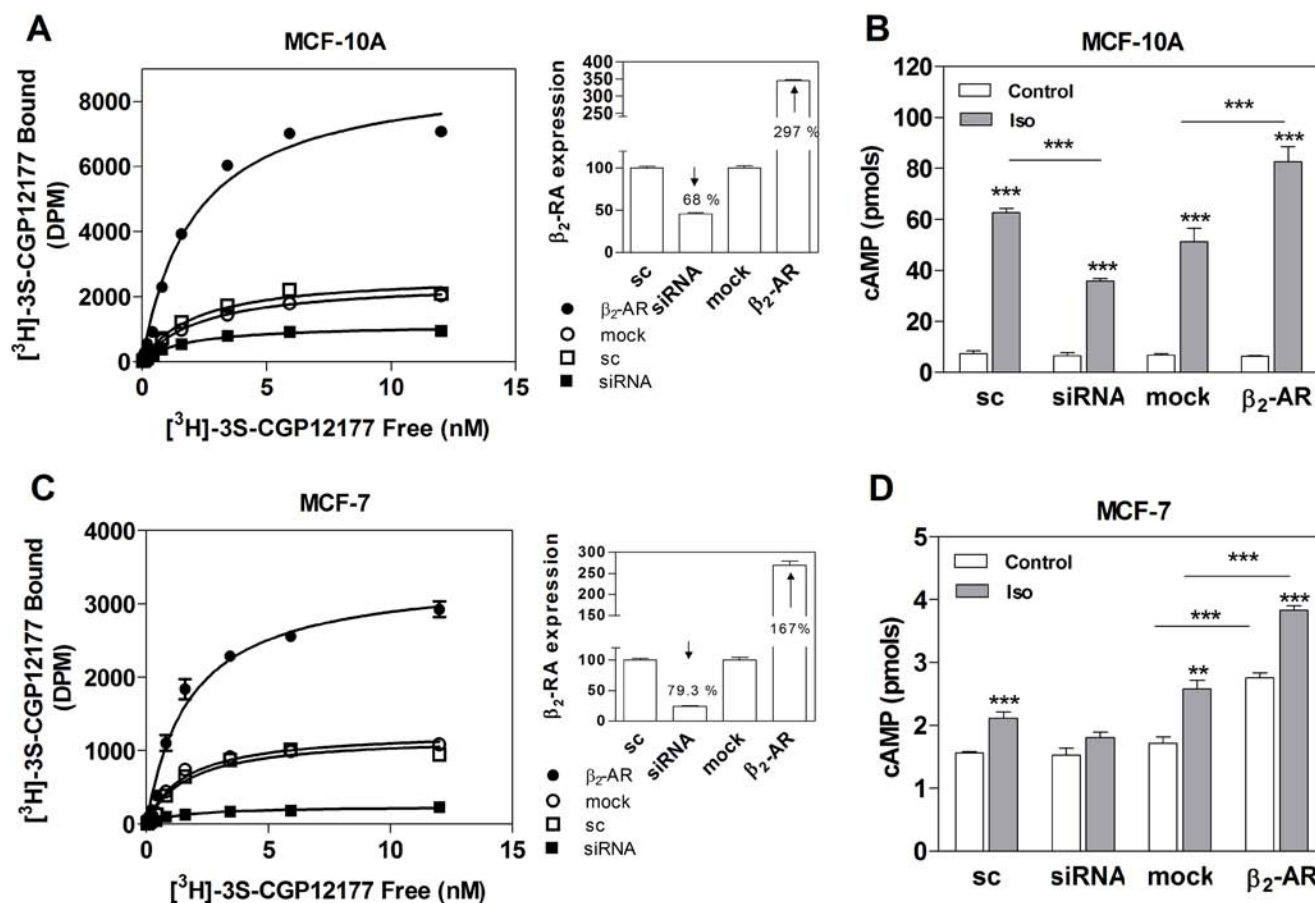 A
MCF-10A
[³H]-3S-CGP12177 Bound
(DPM)
8000
6000
4000
2000
0
0
5
10
15
[³H]-3S-CGP12177 Free (nM)
β₂-RA expression
400
350
300
250
100
50
0
68 %
297 %
sc
siRNA
mock
β₂-AR
β₂-AR
mock
sc
siRNA
B
MCF-10A
cAMP (pmols)
120
100
80
60
40
20
0
Control
Iso
***
***
***
***
***
***
sc
siRNA
mock
β₂-AR
C
MCF-7
[³H]-3S-CGP12177 Bound
(DPM)
4000
3000
2000
1000
0
0
5
10
15
[³H]-3S-CGP12177 Free (nM)
β₂-RA expression
300
250
200
150
100
50
0
79.3 %
167%
sc
siRNA
mock
β₂-AR
β₂-AR
mock
sc
siRNA
D
MCF-7
cAMP (pmols)
5
4
3
2
1
0
Control
Iso
***
***
***
**
***
sc
siRNA
mock
β₂-AR